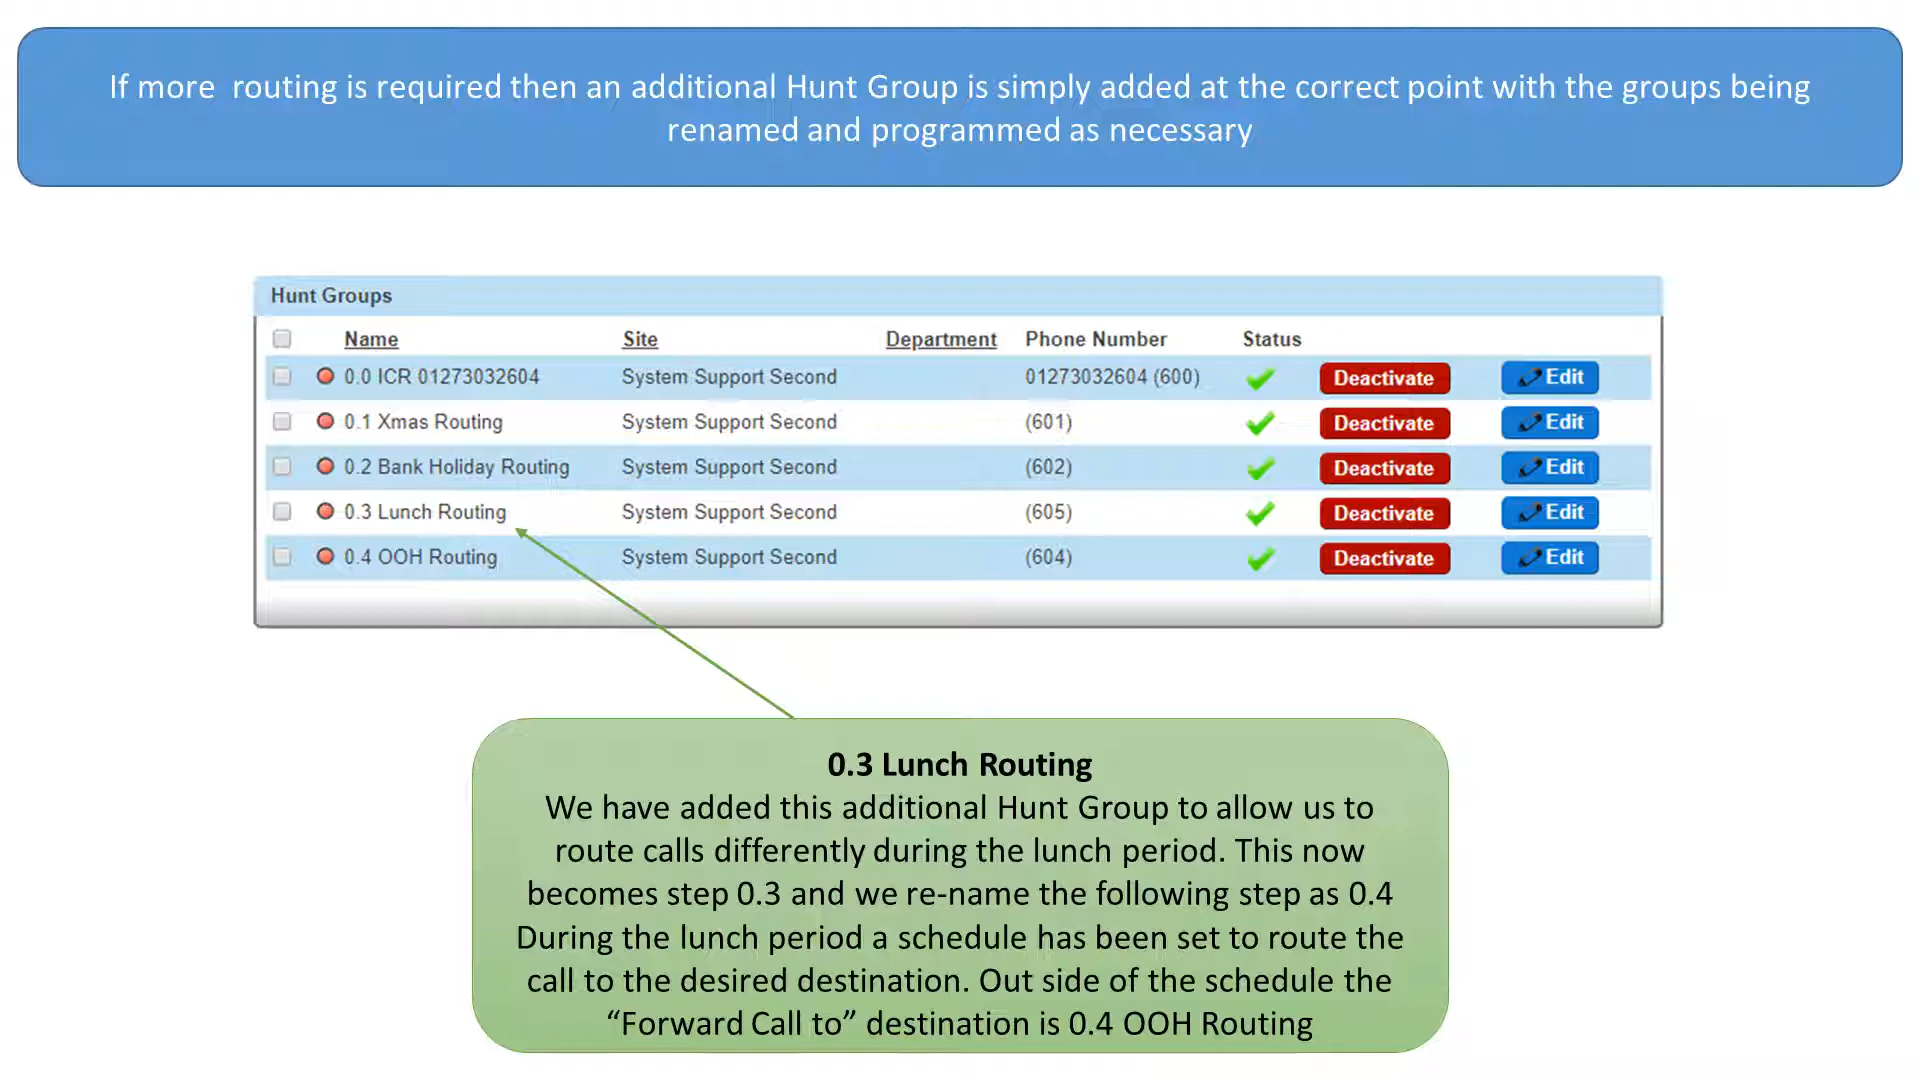 If more  routing is required then an additional Hunt Group is simply added at the correct point with the groups being
renamed and programmed as necessary
Hunt Groups
Name Site Department Phone Number Status
0.0 ICR 01273032604 System Support Second 01273032604 (600) Deactivate Edit
0.1 Xmas Routing System Support Second (601) Deactivate Edit
0.2 Bank Holiday Routing System Support Second (602) Deactivate Edit
0.3 Lunch Routing System Support Second (605) Deactivate Edit
0.4 OOH Routing System Support Second (604) Deactivate Edit
0.3 Lunch Routing
We have added this additional Hunt Group to allow us to
route calls differently during the lunch period. This now
becomes step 0.3 and we re-name the following step as 0.4
During the lunch period a schedule has been set to route the
call to the desired destination. Out side of the schedule the
“Forward Call to” destination is 0.4 OOH Routing